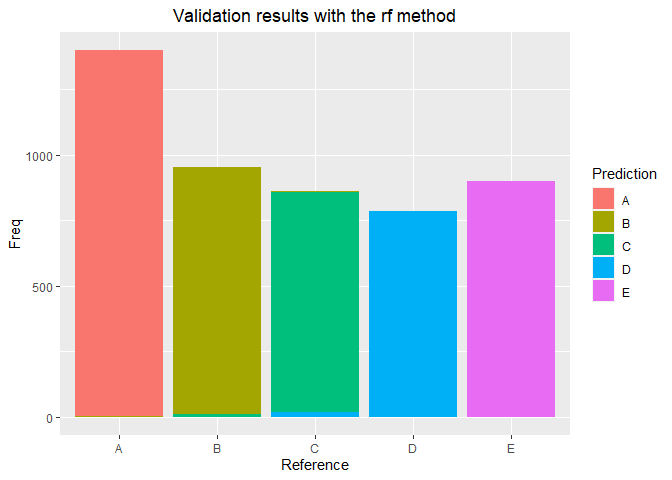 Validation results with the rf method
Freq
1000
500
0
A B C D E
Reference
Prediction
A
B
C
D
E